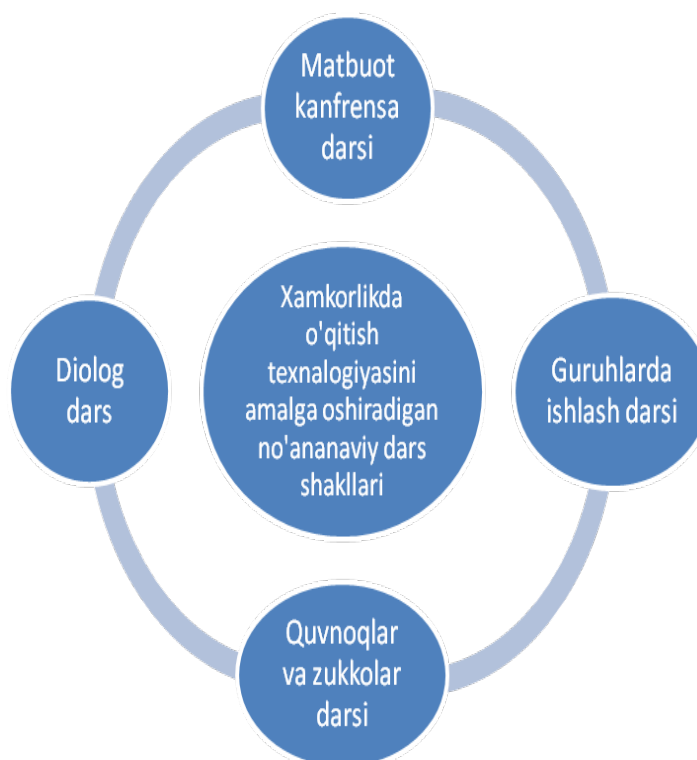 Matbuot
kanfrensa
darsi
Xamkorlikda
o'qitish
texnalogiyasini
amalga oshiradigan
no'ananaviy dars
shakllari
Diolog
dars
Guruhlarda
ishlash darsi
Quvnoqlar
va zukkolar
darsi